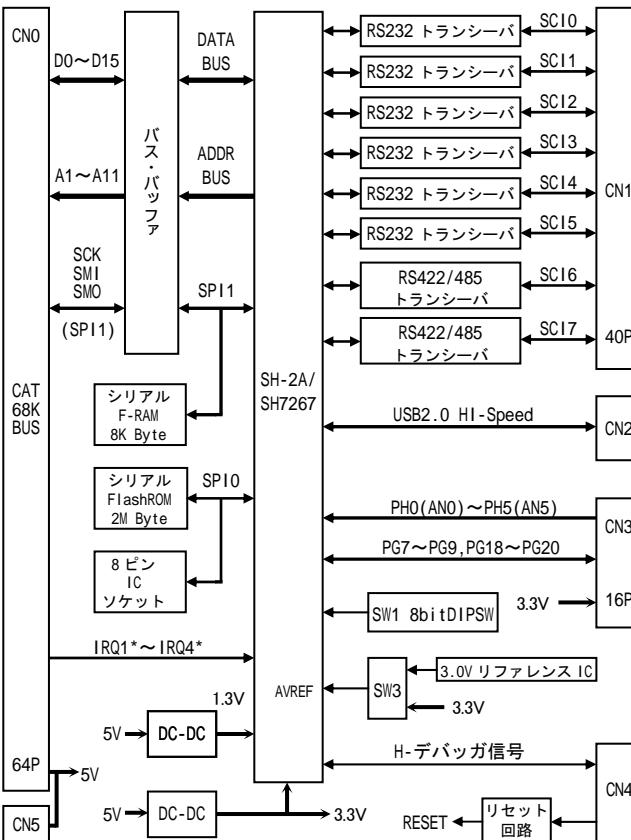 CN0
D0～D15
DATA
BUS
バス・バッファ
A1～A11
ADDR
BUS
SCK
SMI
SMO
(SPI1)
SPI1
CAT
68K
BUS
シリアル
F-RAM
8K Byte
シリアル
FlashROM
2M Byte
SPI0
8ピン
IC
ソケット
IRQ1*～IRQ4*
1.3V
5V
DC-DC
64P
5V
CN5
5V
DC-DC
3.3V
SH-2A/
SH7267
AVREF
RS232 トランシーバ
SCI0
RS232 トランシーバ
SCI1
RS232 トランシーバ
SCI2
RS232 トランシーバ
SCI3
RS232 トランシーバ
SCI4
RS232 トランシーバ
SCI5
RS422/485
トランシーバ
SCI6
RS422/485
トランシーバ
SCI7
CN1
40P
USB2.0 HI-Speed
CN2
PH0(AN0)～PH5(AN5)
PG7～PG9,PG18～PG20
CN3
16P
SW1 8bitDIPSW
3.3V
SW3
3.0V リファレンス IC
3.3V
H-デバッガ信号
CN4
RESET
リセット
回路